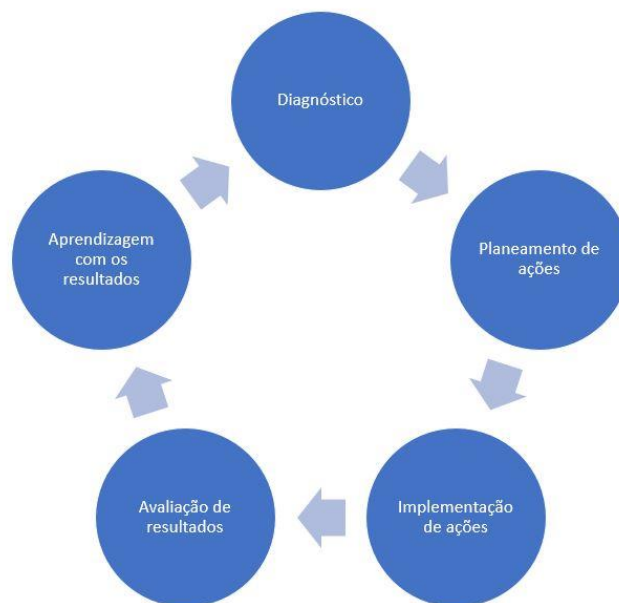 Diagnóstico
Planeamento de
ações
Implementação
de ações
Avaliação de
resultados
Aprendizagem
com os
resultados